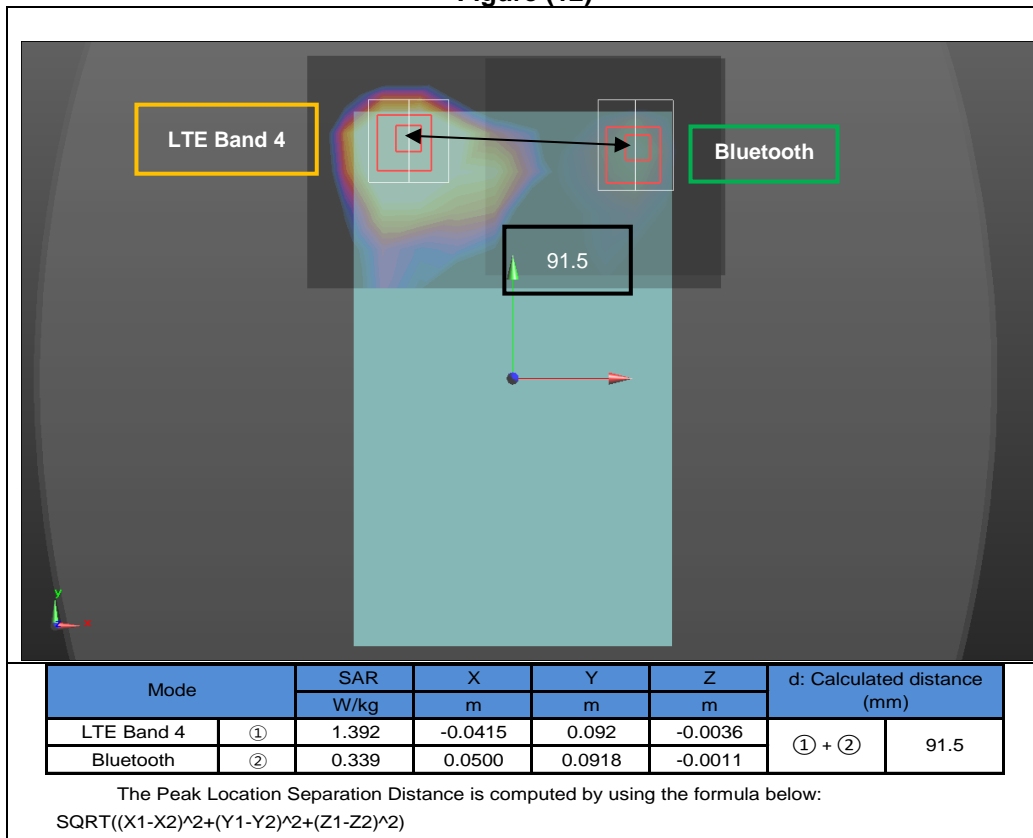 LTE Band 4
Bluetooth
91.5
y
x
Mode SAR X Y Z d: Calculated distance (mm)
W/kg m m m
LTE Band 4 ① 1.392 -0.0415 0.092 -0.0036 ① + ② 91.5
Bluetooth ② 0.339 0.0500 0.0918 -0.0011
The Peak Location Separation Distance is computed by using the formula below:
SQRT((X1-X2)^2+(Y1-Y2)^2+(Z1-Z2)^2)